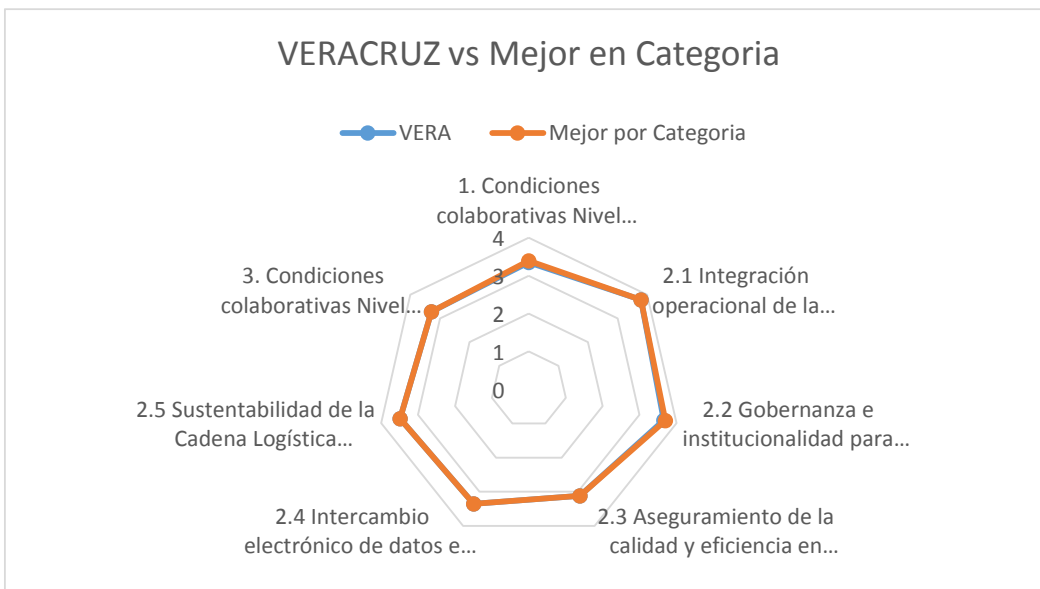 VERACRUZ vs Mejor en Categoria
VERA
Mejor por Categoria
1. Condiciones
colaborativas Nivel…
2.1 Integración
operacional de la…
2.2 Gobernanza e
institucionalidad para…
2.3 Aseguramiento de la
calidad y eficiencia en…
2.4 Intercambio
electrónico de datos e…
2.5 Sustentabilidad de la
Cadena Logística…
3. Condiciones
colaborativas Nivel…
4
3
2
1
0